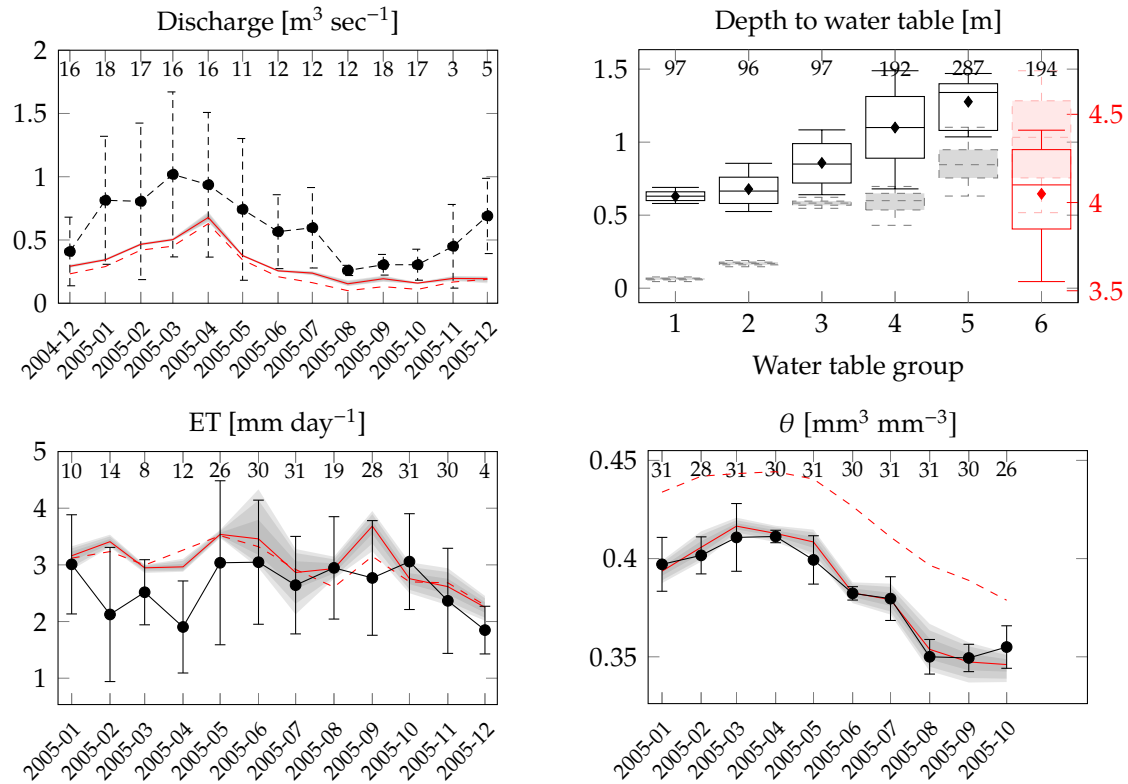 Discharge [m³ sec⁻¹]
2
1.5
1
0.5
0
16 18 17 16 16 11 12 12 12 18 17 3 5
2004-12 2005-01 2005-02 2005-03 2005-04 2005-05 2005-06 2005-07 2005-08 2005-09 2005-10 2005-11 2005-12
Depth to water table [m]
97 96 97 192 287 194
1.5
1
0.5
0
4.5
4
3.5
1 2 3 4 5 6
Water table group
ET [mm day⁻¹]
5
4
3
2
1
10 14 8 12 26 30 31 19 28 31 30 4
2005-01 2005-02 2005-03 2005-04 2005-05 2005-06 2005-07 2005-08 2005-09 2005-10 2005-11 2005-12
θ [mm³ mm⁻³]
0.45
0.4
0.35
31 28 31 30 31 30 31 31 30 26
2005-01 2005-02 2005-03 2005-04 2005-05 2005-06 2005-07 2005-08 2005-09 2005-10